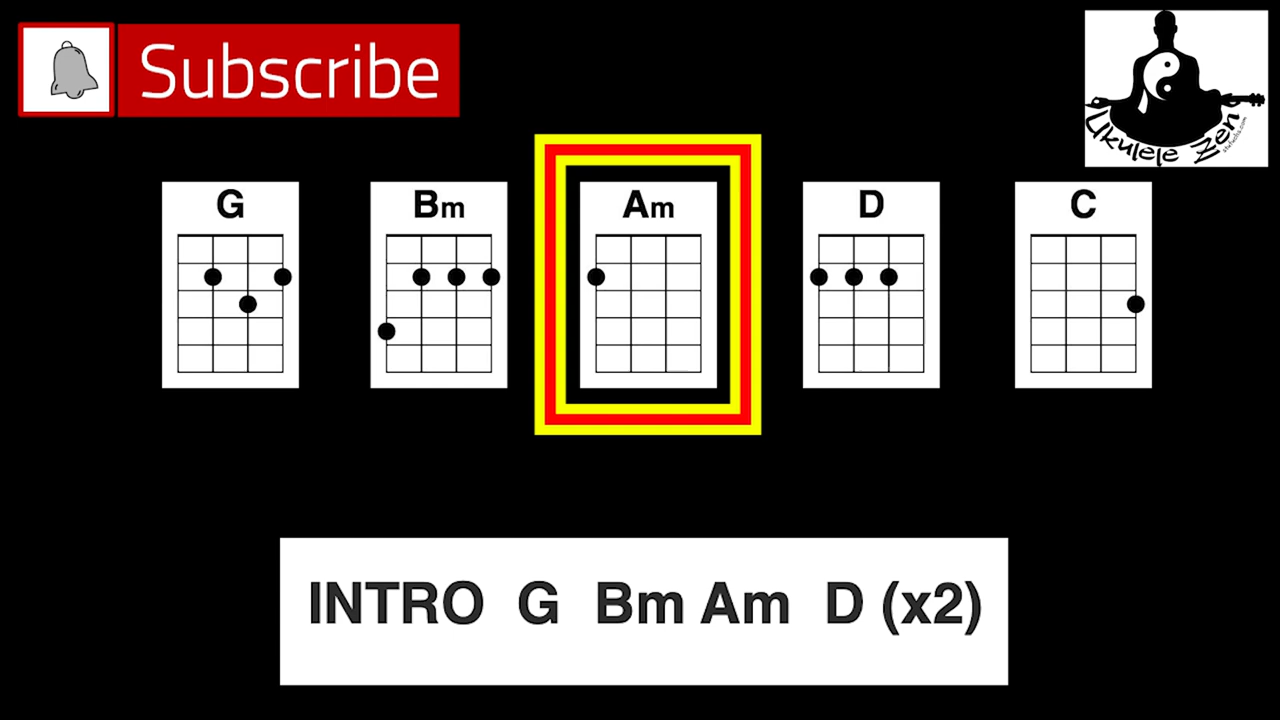 Subscribe
Ukulele Zen
G
Bm
Am
D
C
INTRO G Bm Am D (x2)